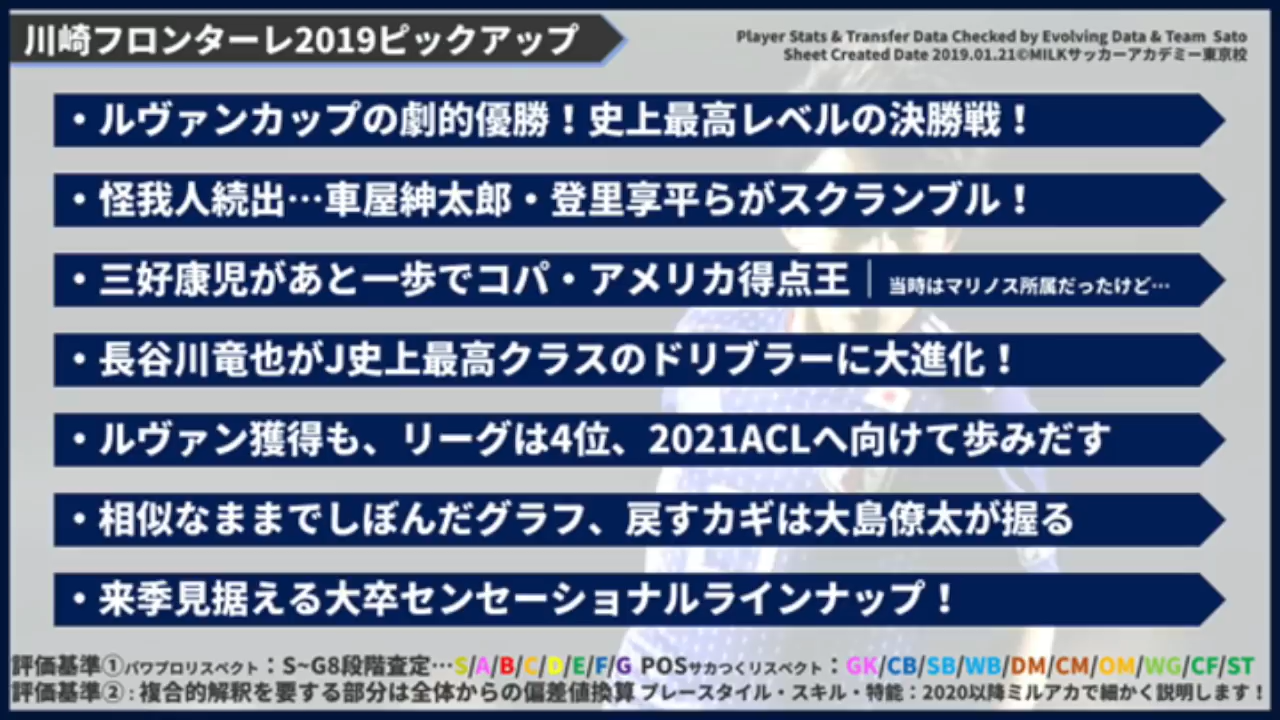 川崎フロンターレ2019ピックアップ
Player Stats & Transfer Data Checked by Evolving Data & Team Sato
Sheet Created Date 2019.01.21©MILKサッカーアカデミー東京校
・ルヴァンカップの劇的優勝！史上最高レベルの決勝戦！
・怪我人続出…車屋紳太郎・登里享平らがスクランブル！
・三好康児があと一歩でコパ・アメリカ得点王｜当時はマリノス所属だったけど…
・長谷川竜也がJ史上最高クラスのドリブラーに大進化！
・ルヴァン獲得も、リーグは4位、2021ACLへ向けて歩みだす
・相似なままでしぼんだグラフ、戻すカギは大島僚太が握る
・来季見据える大卒センセーショナルラインナップ！
評価基準①パワプロリスペクト：S~G8段階査定…S/A/B/C/D/E/F/G POSサカつくリスペクト：GK/CB/SB/WB/DM/CM/OM/WG/CF/ST
評価基準②：複合的解釈を要する部分は全体からの偏差値換算 プレースタイル・スキル・特能：2020以降ミルアカで細かく説明します！